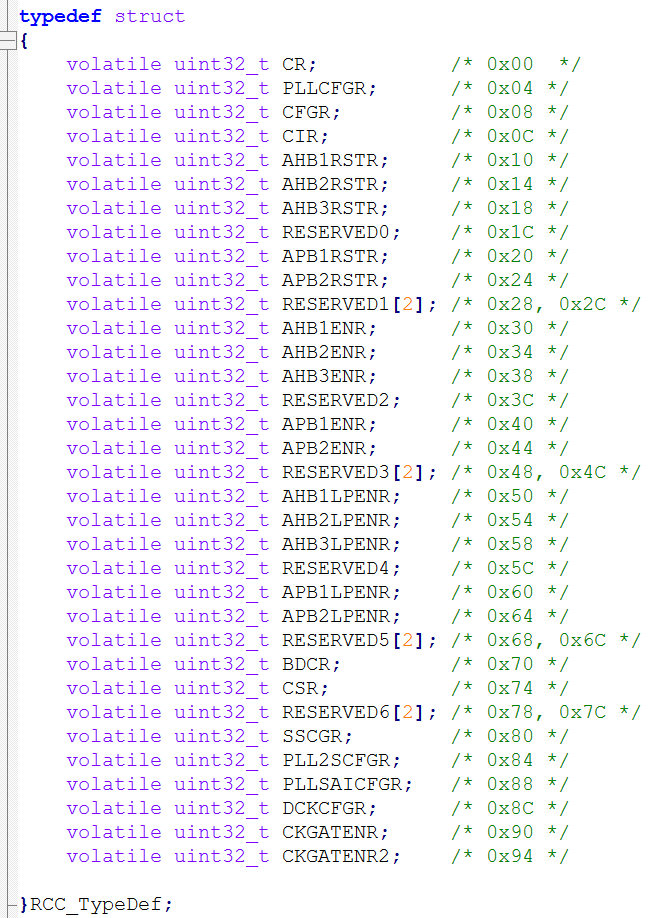 typedef struct
{
    volatile uint32_t CR;           /* 0x00  */
    volatile uint32_t PLLCFGR;      /* 0x04 */
    volatile uint32_t CFGR;         /* 0x08 */
    volatile uint32_t CIR;          /* 0x0C */
    volatile uint32_t AHB1RSTR;     /* 0x10 */
    volatile uint32_t AHB2RSTR;     /* 0x14 */
    volatile uint32_t AHB3RSTR;     /* 0x18 */
    volatile uint32_t RESERVED0;    /* 0x1C */
    volatile uint32_t APB1RSTR;     /* 0x20 */
    volatile uint32_t APB2RSTR;     /* 0x24 */
    volatile uint32_t RESERVED1[2]; /* 0x28, 0x2C */
    volatile uint32_t AHB1ENR;      /* 0x30 */
    volatile uint32_t AHB2ENR;      /* 0x34 */
    volatile uint32_t AHB3ENR;      /* 0x38 */
    volatile uint32_t RESERVED2;    /* 0x3C */
    volatile uint32_t APB1ENR;      /* 0x40 */
    volatile uint32_t APB2ENR;      /* 0x44 */
    volatile uint32_t RESERVED3[2]; /* 0x48, 0x4C */
    volatile uint32_t AHB1LPENR;    /* 0x50 */
    volatile uint32_t AHB2LPENR;    /* 0x54 */
    volatile uint32_t AHB3LPENR;    /* 0x58 */
    volatile uint32_t RESERVED4;    /* 0x5C */
    volatile uint32_t APB1LPENR;    /* 0x60 */
    volatile uint32_t APB2LPENR;    /* 0x64 */
    volatile uint32_t RESERVED5[2]; /* 0x68, 0x6C */
    volatile uint32_t BDCR;         /* 0x70 */
    volatile uint32_t CSR;          /* 0x74 */
    volatile uint32_t RESERVED6[2]; /* 0x78, 0x7C */
    volatile uint32_t SSCGR;        /* 0x80 */
    volatile uint32_t PLL2SCFGR;    /* 0x84 */
    volatile uint32_t PLLSAICFGR;   /* 0x88 */
    volatile uint32_t DCKCFGR;      /* 0x8C */
    volatile uint32_t CKGATENR;     /* 0x90 */
    volatile uint32_t CKGATENR2;    /* 0x94 */
}RCC_TypeDef;